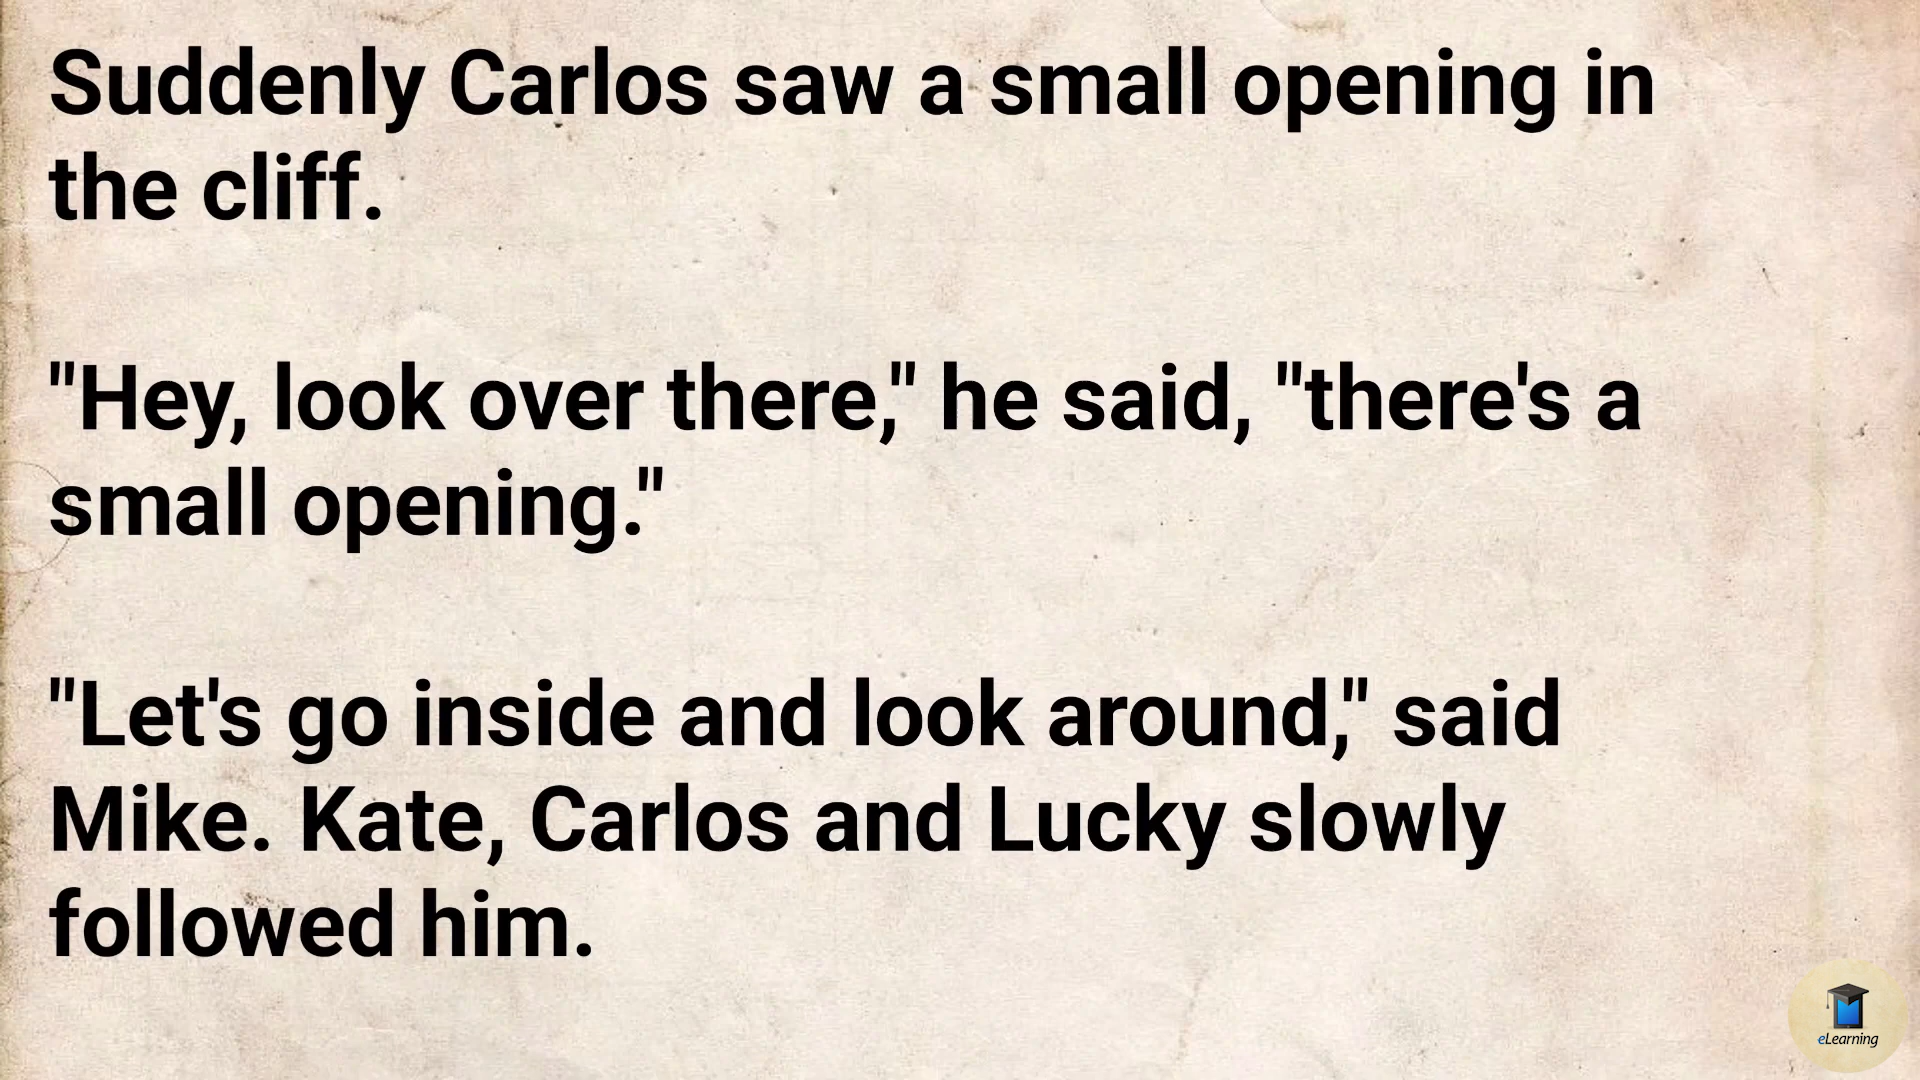 Suddenly Carlos saw a small opening in
the cliff.
"Hey, look over there," he said, "there's a
small opening."
"Let's go inside and look around," said
Mike. Kate, Carlos and Lucky slowly
followed him.
eLearning